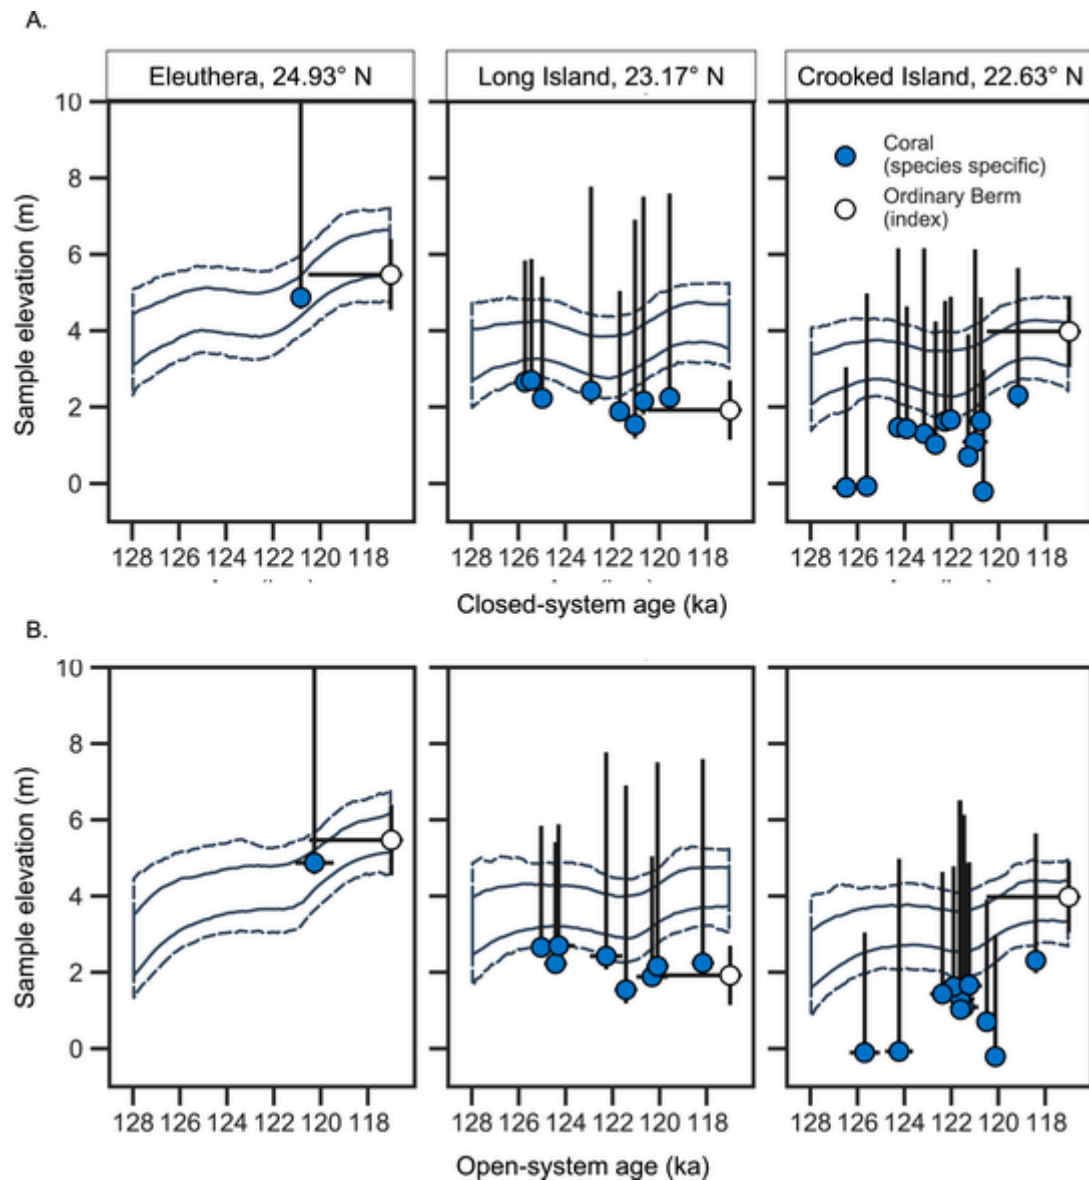 A.
Eleuthera, 24.93° N
Long Island, 23.17° N
Crooked Island, 22.63° N
Sample elevation (m)
10
8
6
4
2
0
Coral
(species specific)
Ordinary Berm
(index)
128 126 124 122 120 118
128 126 124 122 120 118
128 126 124 122 120 118
Closed-system age (ka)
B.
Sample elevation (m)
10
8
6
4
2
0
128 126 124 122 120 118
128 126 124 122 120 118
128 126 124 122 120 118
Open-system age (ka)